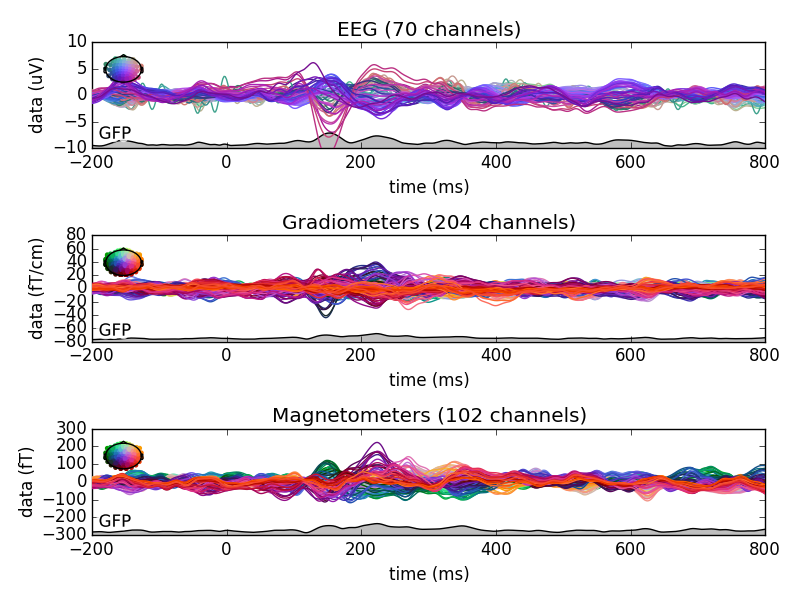 EEG (70 channels)
10
5
0
−5
−10
data (uV)
GFP
−200 0 200 400 600 800
time (ms)
Gradiometers (204 channels)
80
60
40
20
0
−20
−40
−60
−80
data (fT/cm)
GFP
−200 0 200 400 600 800
time (ms)
Magnetometers (102 channels)
300
200
100
0
−100
−200
−300
data (fT)
GFP
−200 0 200 400 600 800
time (ms)